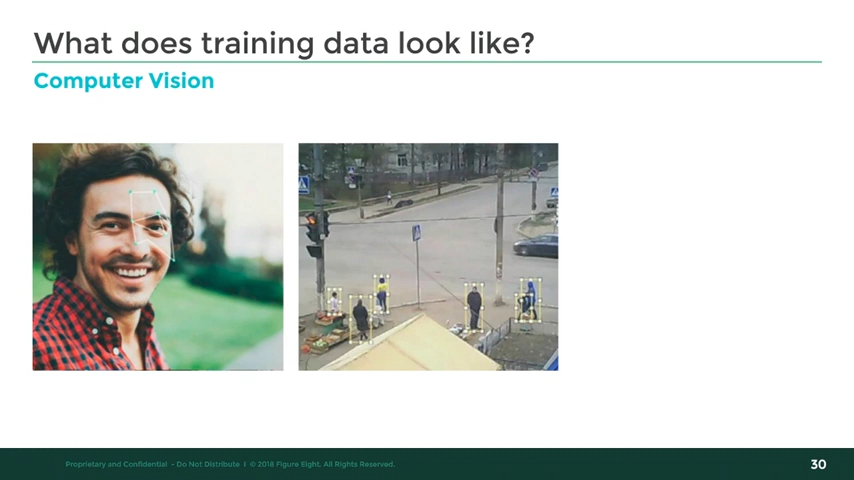 What does training data look like?
Computer Vision
Proprietary and Confidential - Do Not Distribute I © 2018 Figure Eight. All Rights Reserved.
30